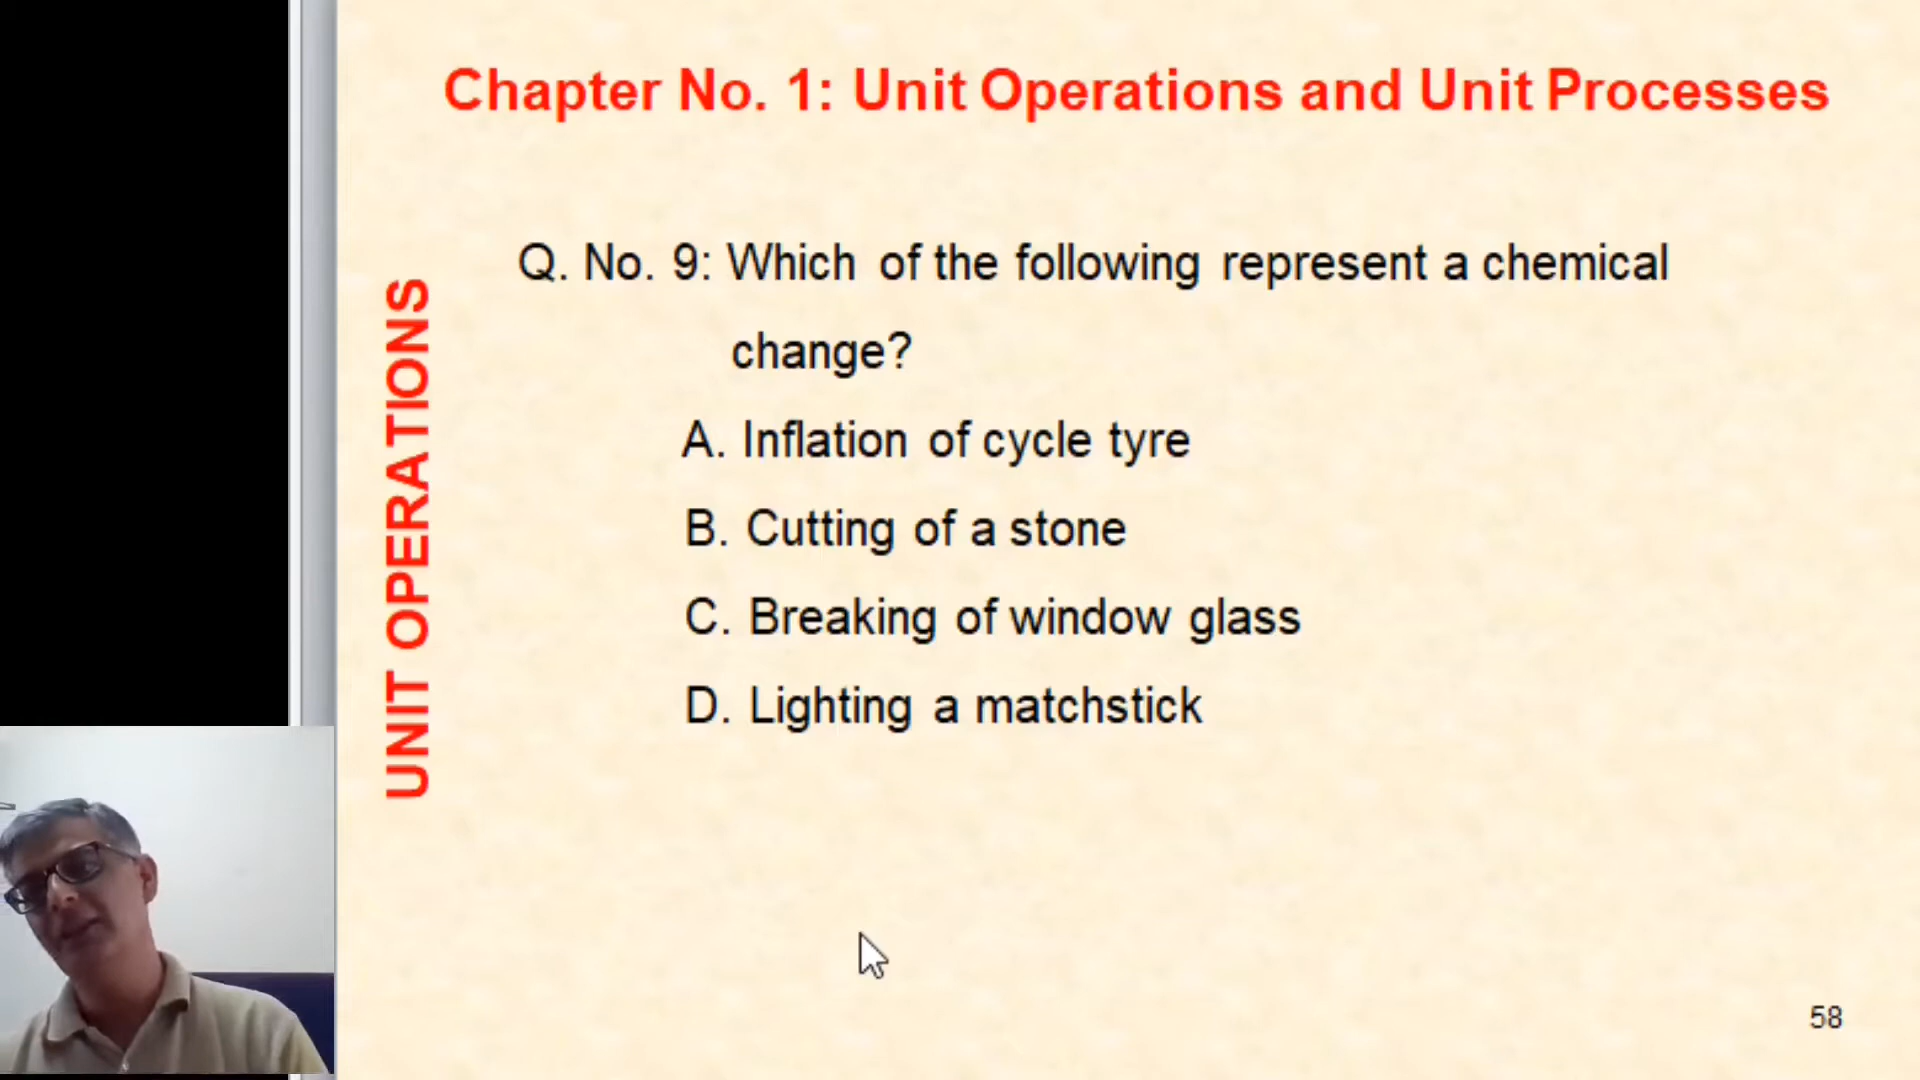 Chapter No. 1: Unit Operations and Unit Processes
UNIT OPERATIONS
Q. No. 9: Which of the following represent a chemical
change?
A. Inflation of cycle tyre
B. Cutting of a stone
C. Breaking of window glass
D. Lighting a matchstick
58